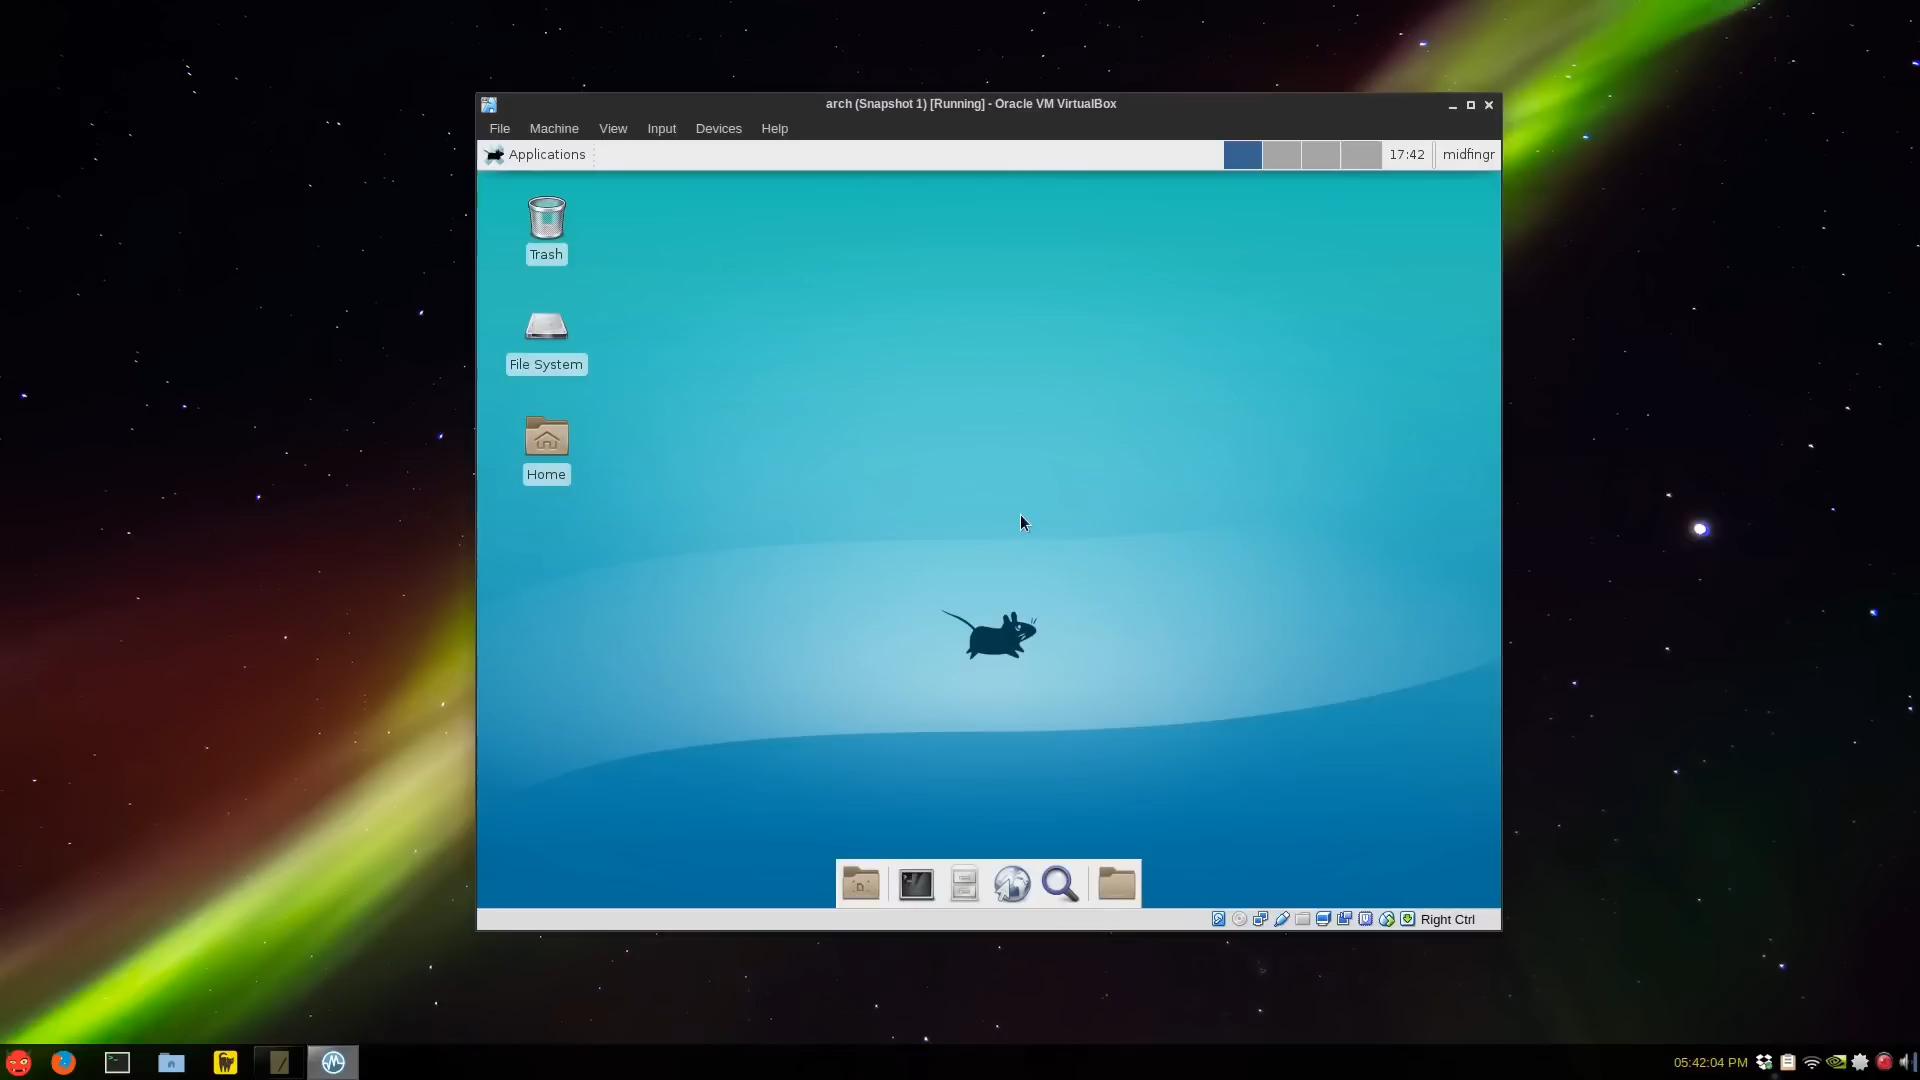 arch (Snapshot 1) [Running] - Oracle VM VirtualBox
File Machine View Input Devices Help
Applications 17:42 midfingr
Trash
File System
Home
Right Ctrl
05:42:04 PM